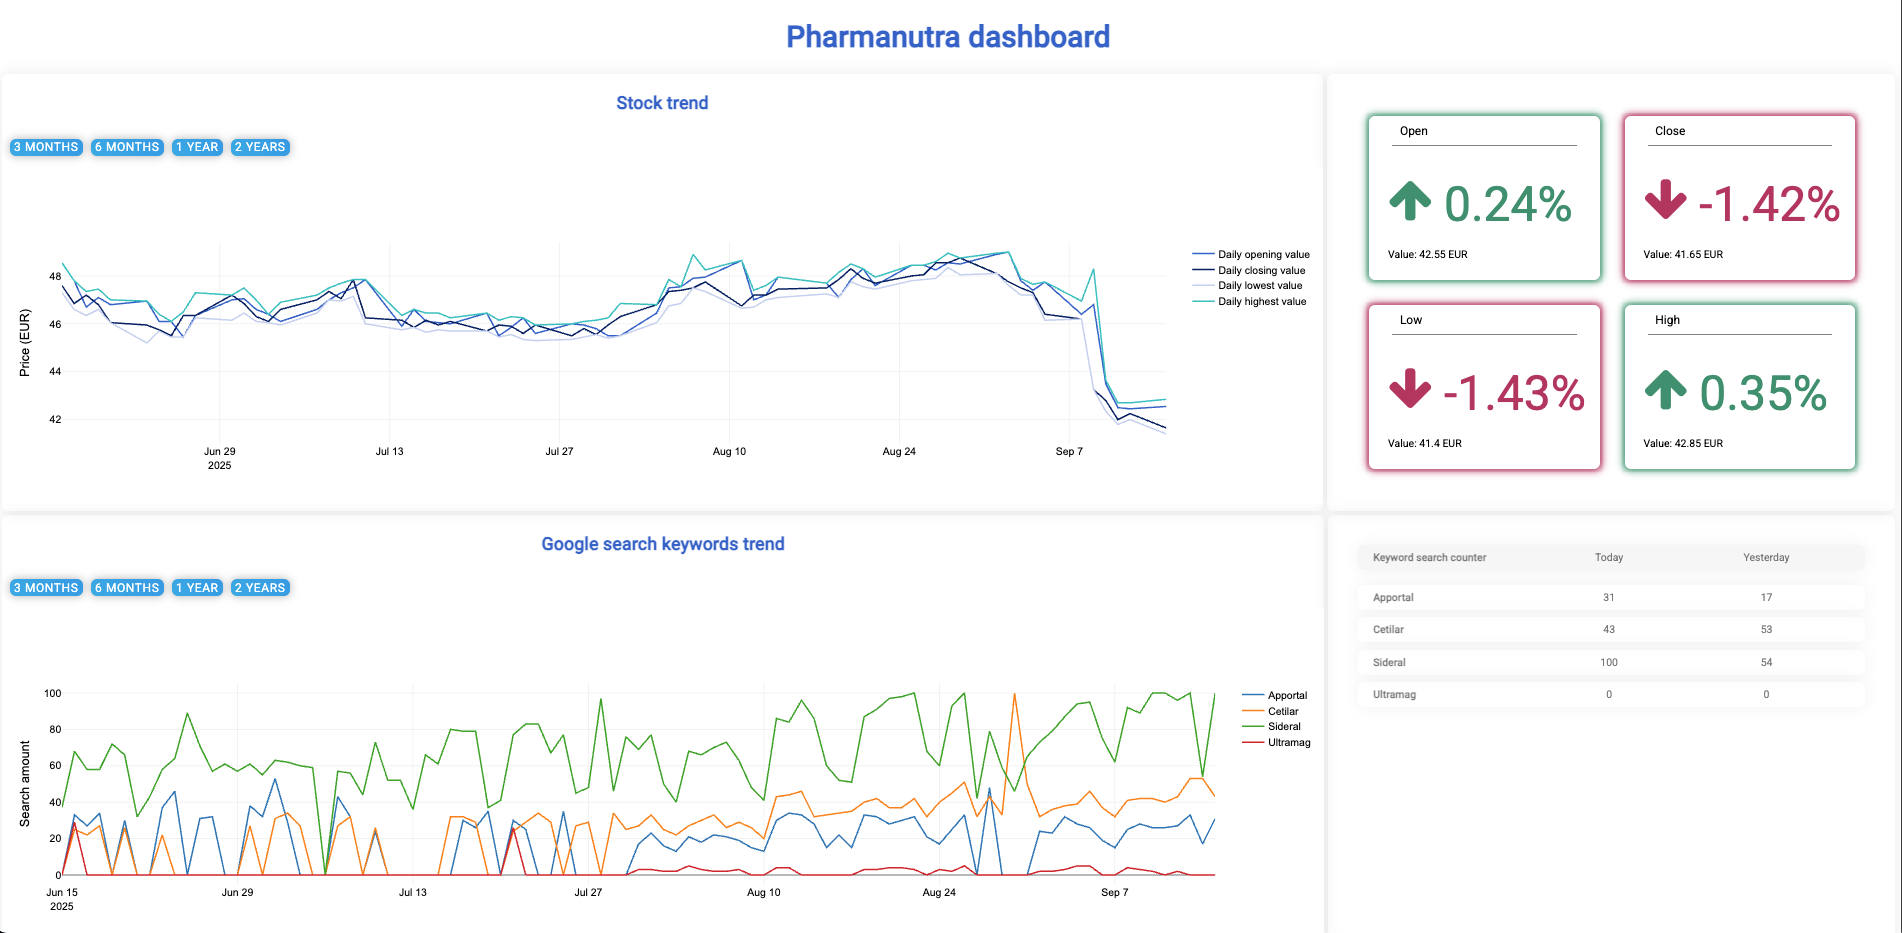 Pharmanutra dashboard
Stock trend
3 MONTHS 6 MONTHS 1 YEAR 2 YEARS
Price (EUR)
48
46
44
42
Jun 29
2025
Jul 13
Jul 27
Aug 10
Aug 24
Sep 7
Daily opening value
Daily closing value
Daily lowest value
Daily highest value
Open
0.24%
Value: 42.55 EUR
Close
-1.42%
Value: 41.65 EUR
Low
-1.43%
Value: 41.4 EUR
High
0.35%
Value: 42.85 EUR
Google search keywords trend
3 MONTHS 6 MONTHS 1 YEAR 2 YEARS
Search amount
100
80
60
40
20
0
Jun 15
2025
Jun 29
Jul 13
Jul 27
Aug 10
Aug 24
Sep 7
Apportal
Cetilar
Sideral
Ultramag
Keyword search counter Today Yesterday
Apportal 31 17
Cetilar 43 53
Sideral 100 54
Ultramag 0 0